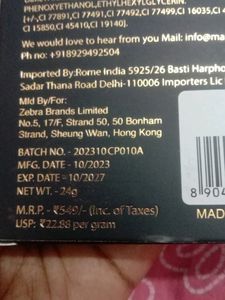 PHENOXYETHANOL,ETHYLHEXYLGLYCERIN.
[+/-,CI 77891,CI 77491,CI 77492,CI 77499,CI 16035,CI 4
CI 15850,CI 45410,CI 19140].
We would love to hear from you Mail: info@ma
Ph no: +918929492504
Imported By:Rome India 5925/26 Basti Harpho
Sadar Thana Road Delhi-110006 Importers Lic
Mfd By/For:
Zebra Brands Limited
No.5, 17/F, Strand 50, 50 Bonham
Strand, Sheung Wan, Hong Kong
BATCH NO. - 202310CP010A
MFG. DATE - 10/2023
EXP. DATE - 10/2027
NET WT. - 24g
M.R.P. - ₹549/- (Inc. of Taxes)
USP: ₹22.88 per gram
8 904
MAD